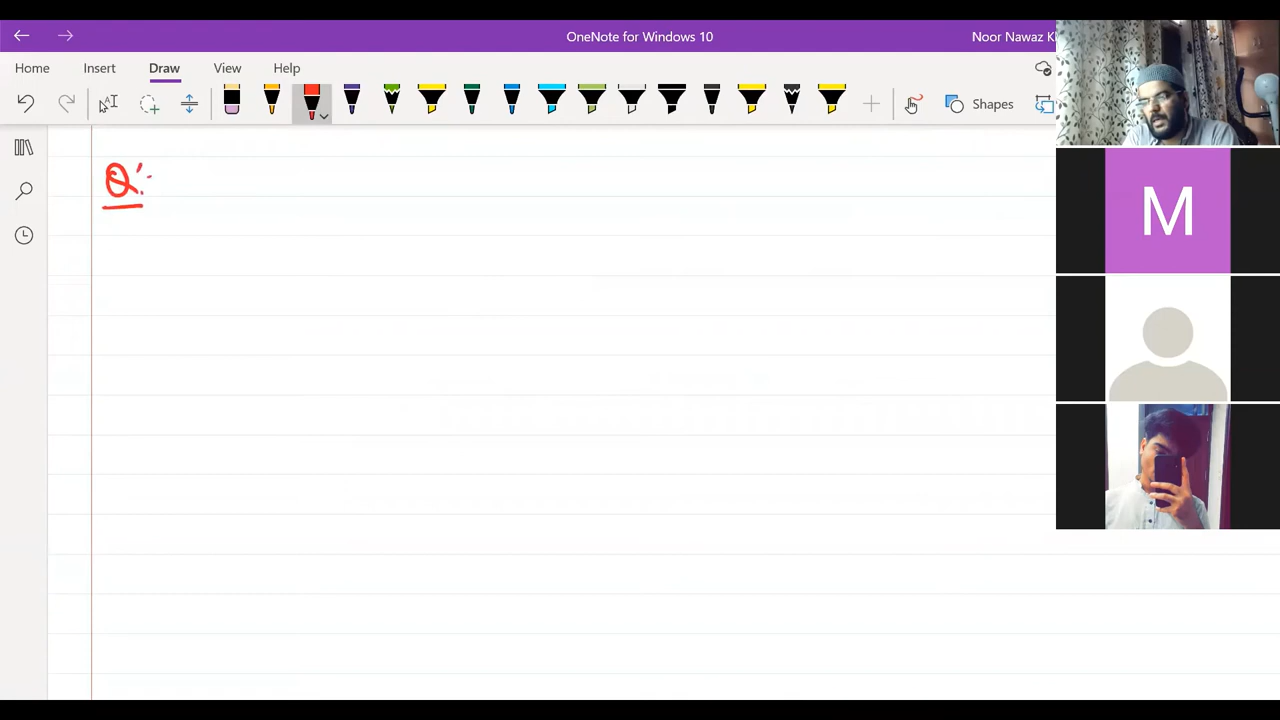 OneNote for Windows 10
Noor Nawaz K
Home Insert Draw View Help
Shapes
Q:
M